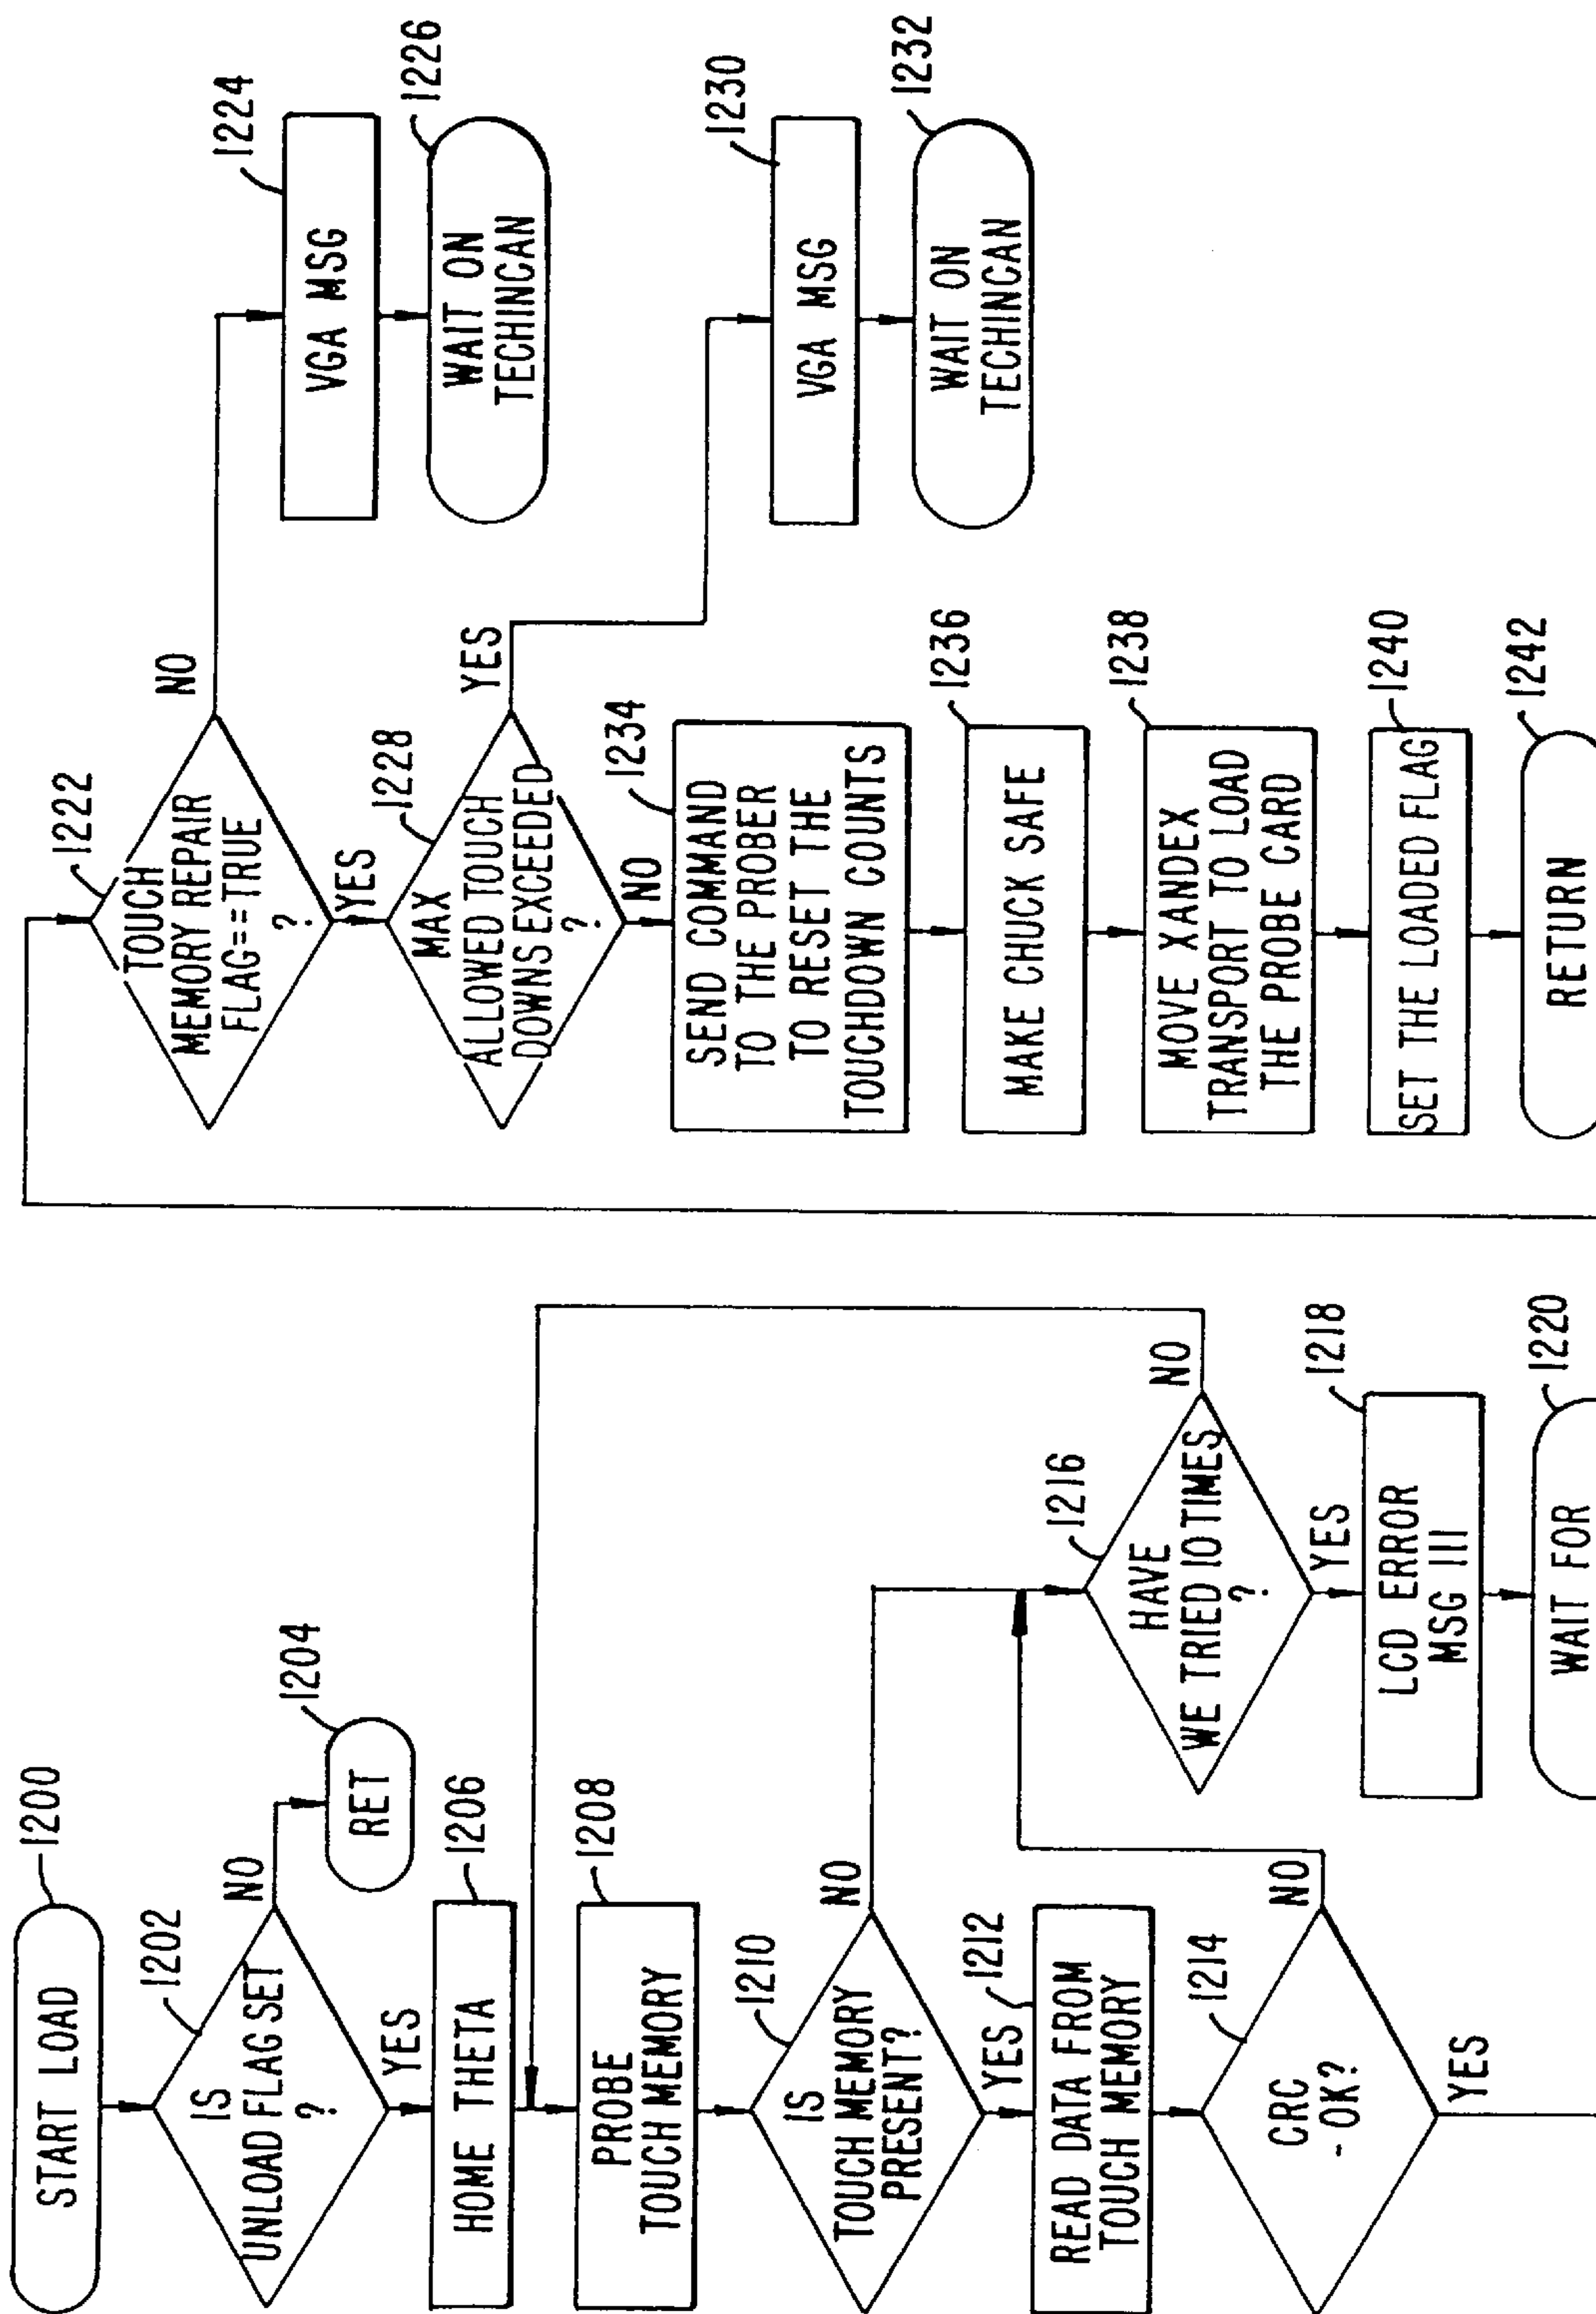 START LOAD
1200
IS
UNLOAD FLAG SET
?
1202
NO
RET
1204
YES
HOME THETA
1206
PROBE
TOUCH MEMORY
1208
IS
TOUCH MEMORY
PRESENT?
1210
NO
YES
READ DATA FROM
TOUCH MEMORY
1212
CRC
- OK?
1214
NO
YES
HAVE
WE TRIED 10 TIMES
?
1216
NO
YES
LCD ERROR
MSG III
1218
WAIT FOR
1220
TOUCH
MEMORY REPAIR
FLAG==TRUE
?
1222
NO
YES
VGA MSG
1224
WAIT ON
TECHINCAN
1226
MAX
ALLOWED TOUCH
DOWNS EXCEEDED
?
1228
YES
NO
VGA MSG
1230
WAIT ON
TECHINCAN
1232
SEND COMMAND
TO THE PROBER
TO RESET THE
TOUCHDOWN COUNTS
1234
MAKE CHUCK SAFE
1236
MOVE XANDEX
TRANSPORT TO LOAD
THE PROBE CARD
1238
SET THE LOADED FLAG
1240
RETURN
1242